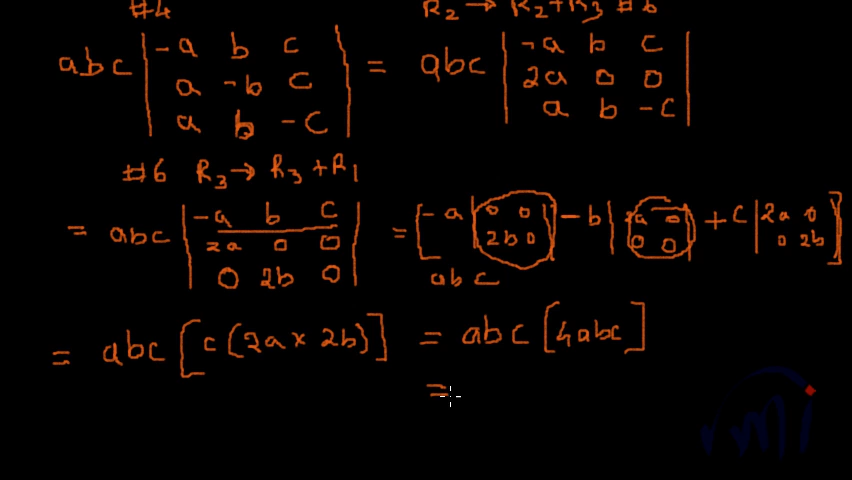 #4 R₂ → R₂+R₃ #6
abc | -a b c | = abc | -a b c |
| a -b c | | 2a 0 0 |
| a b -c | | a b -c |
#6 R₃→ R₃+R₁
= abc | -a b c | = [-a | 0 0 | -b | 2a 0 | + c | 2a 0 | ]
| 2a 0 0 | | 2b 0 | | 0 0 | | 0 2b |
| 0 2b 0 | abc
= abc [c(2a× 2b)] = abc [4abc]
=
rmi